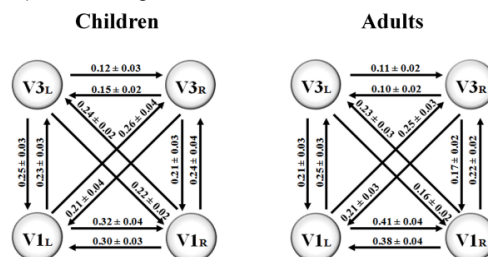 Children
Adults
0.12 ± 0.03
0.15 ± 0.02
V3L
V3R
0.24 ± 0.02
0.26 ± 0.04
0.25 ± 0.03
0.23 ± 0.03
0.21 ± 0.03
0.24 ± 0.04
0.21 ± 0.04
0.22 ± 0.02
V1L
V1R
0.32 ± 0.04
0.30 ± 0.03
0.11 ± 0.02
0.10 ± 0.02
V3L
V3R
0.23 ± 0.03
0.25 ± 0.03
0.21 ± 0.03
0.25 ± 0.03
0.17 ± 0.02
0.22 ± 0.02
0.21 ± 0.03
0.16 ± 0.02
V1L
V1R
0.41 ± 0.04
0.38 ± 0.04